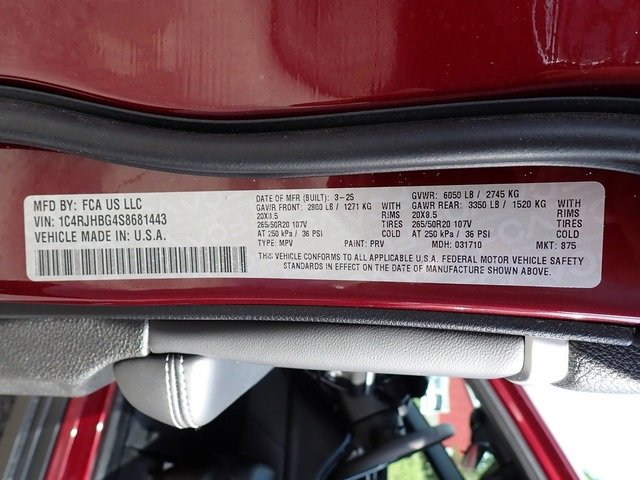 MFD BY: FCA US LLC
VIN: 1C4RJHBG4S8681443
VEHICLE MADE IN U.S.A.
DATE OF MFR (BUILT): 3-25 GVWR: 6050 LB / 2745 KG
GAWR FRONT: 2803 LB / 1271 KG WITH GAWR REAR: 3350 LB / 1520 KG WITH
20X8.5 RIMS 20X8.5 RIMS
265/50R20 107V TIRES 265/50R20 107V TIRES
AT 250 kPa / 36 PSI COLD AT 250 kPa / 36 PSI COLD
TYPE: MPV PAINT: PRV MDH: 031710 MKT: 875
THIS VEHICLE CONFORMS TO ALL APPLICABLE U.S.A. FEDERAL MOTOR VEHICLE SAFETY
STANDARDS IN EFFECT ON THE DATE OF MANUFACTURE SHOWN ABOVE.